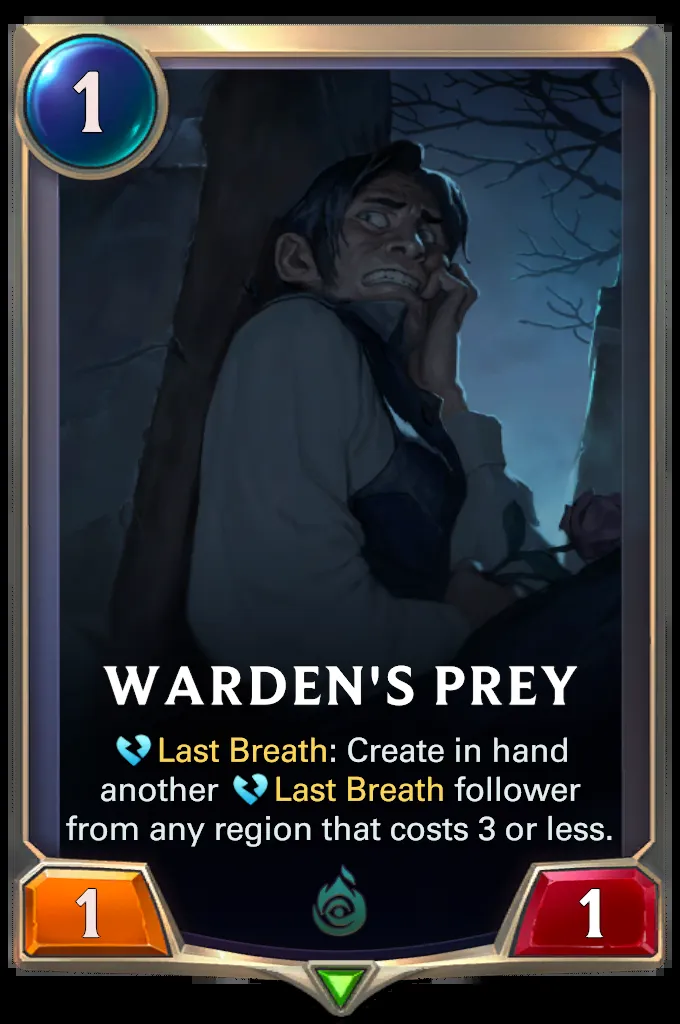 1
WARDEN'S PREY
Last Breath: Create in hand
another Last Breath follower
from any region that costs 3 or less.
1
1